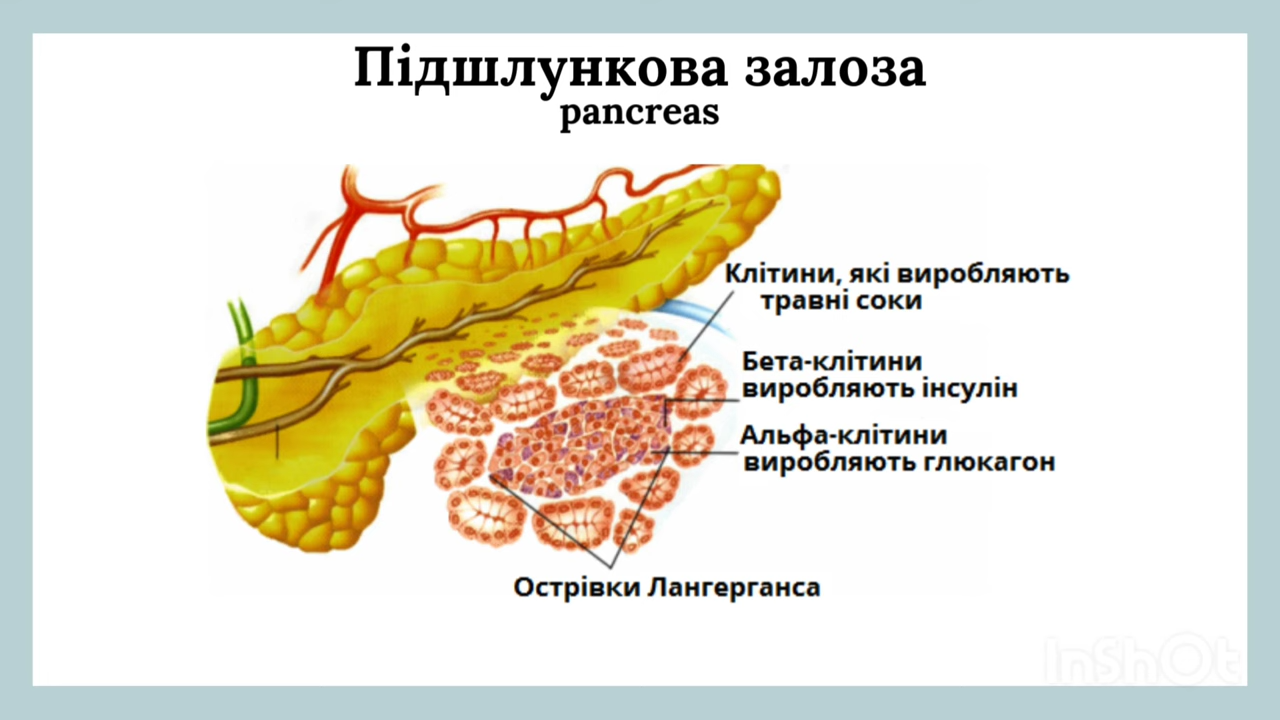 Підшлункова залоза
pancreas
Клітини, які виробляють
травні соки
Бета-клітини
виробляють інсулін
Альфа-клітини
виробляють глюкагон
Острівки Лангерганса
InShOt